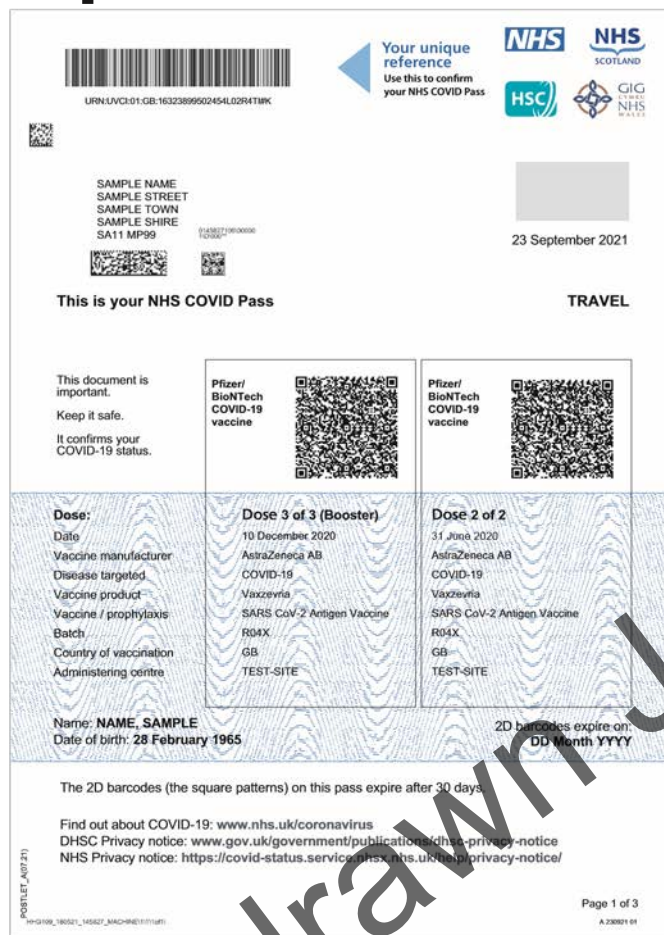 Your unique
reference
Use this to confirm
your NHS COVID Pass
NHS
NHS
SCOTLAND
HSC
GIG
CYMRU
NHS
WALES
URN:UVCI:01:GB:16323899502454L02R4TI#K
SAMPLE NAME
SAMPLE STREET
SAMPLE TOWN
SAMPLE SHIRE
SA11 MP99
23 September 2021
This is your NHS COVID Pass
TRAVEL
This document is
important.
Keep it safe.
It confirms your
COVID-19 status.
Pfizer/
BioNTech
COVID-19
vaccine
Pfizer/
BioNTech
COVID-19
vaccine
Dose: Dose 3 of 3 (Booster) Dose 2 of 2
Date 10 December 2020 31 June 2020
Vaccine manufacturer AstraZeneca AB AstraZeneca AB
Disease targeted COVID-19 COVID-19
Vaccine product Vaxzevria Vaxzevria
Vaccine / prophylaxis SARS CoV-2 Antigen Vaccine SARS CoV-2 Antigen Vaccine
Batch R04X R04X
Country of vaccination GB GB
Administering centre TEST-SITE TEST-SITE
Name: NAME, SAMPLE
Date of birth: 28 February 1965
2D barcodes expire on:
DD Month YYYY
The 2D barcodes (the square patterns) on this pass expire after 30 days.
Find out about COVID-19: www.nhs.uk/coronavirus
DHSC Privacy notice: www.gov.uk/government/publications/dhsc-privacy-notice
NHS Privacy notice: https://covid-status.service.nhsx.nhs.uk/help/privacy-notice/
POSTLET_A(07.21)
Page 1 of 3
A 230921 01
drawn J